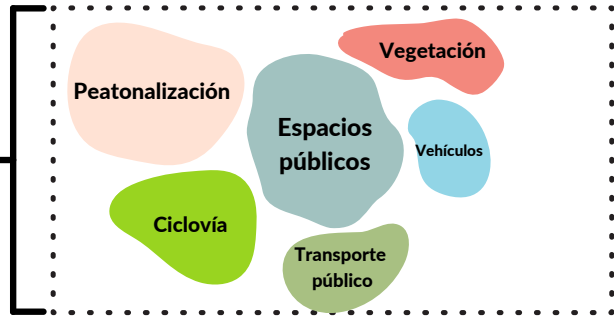 Vegetación
Peatonalización
Espacios
públicos
Vehículos
Ciclovía
Transporte
público